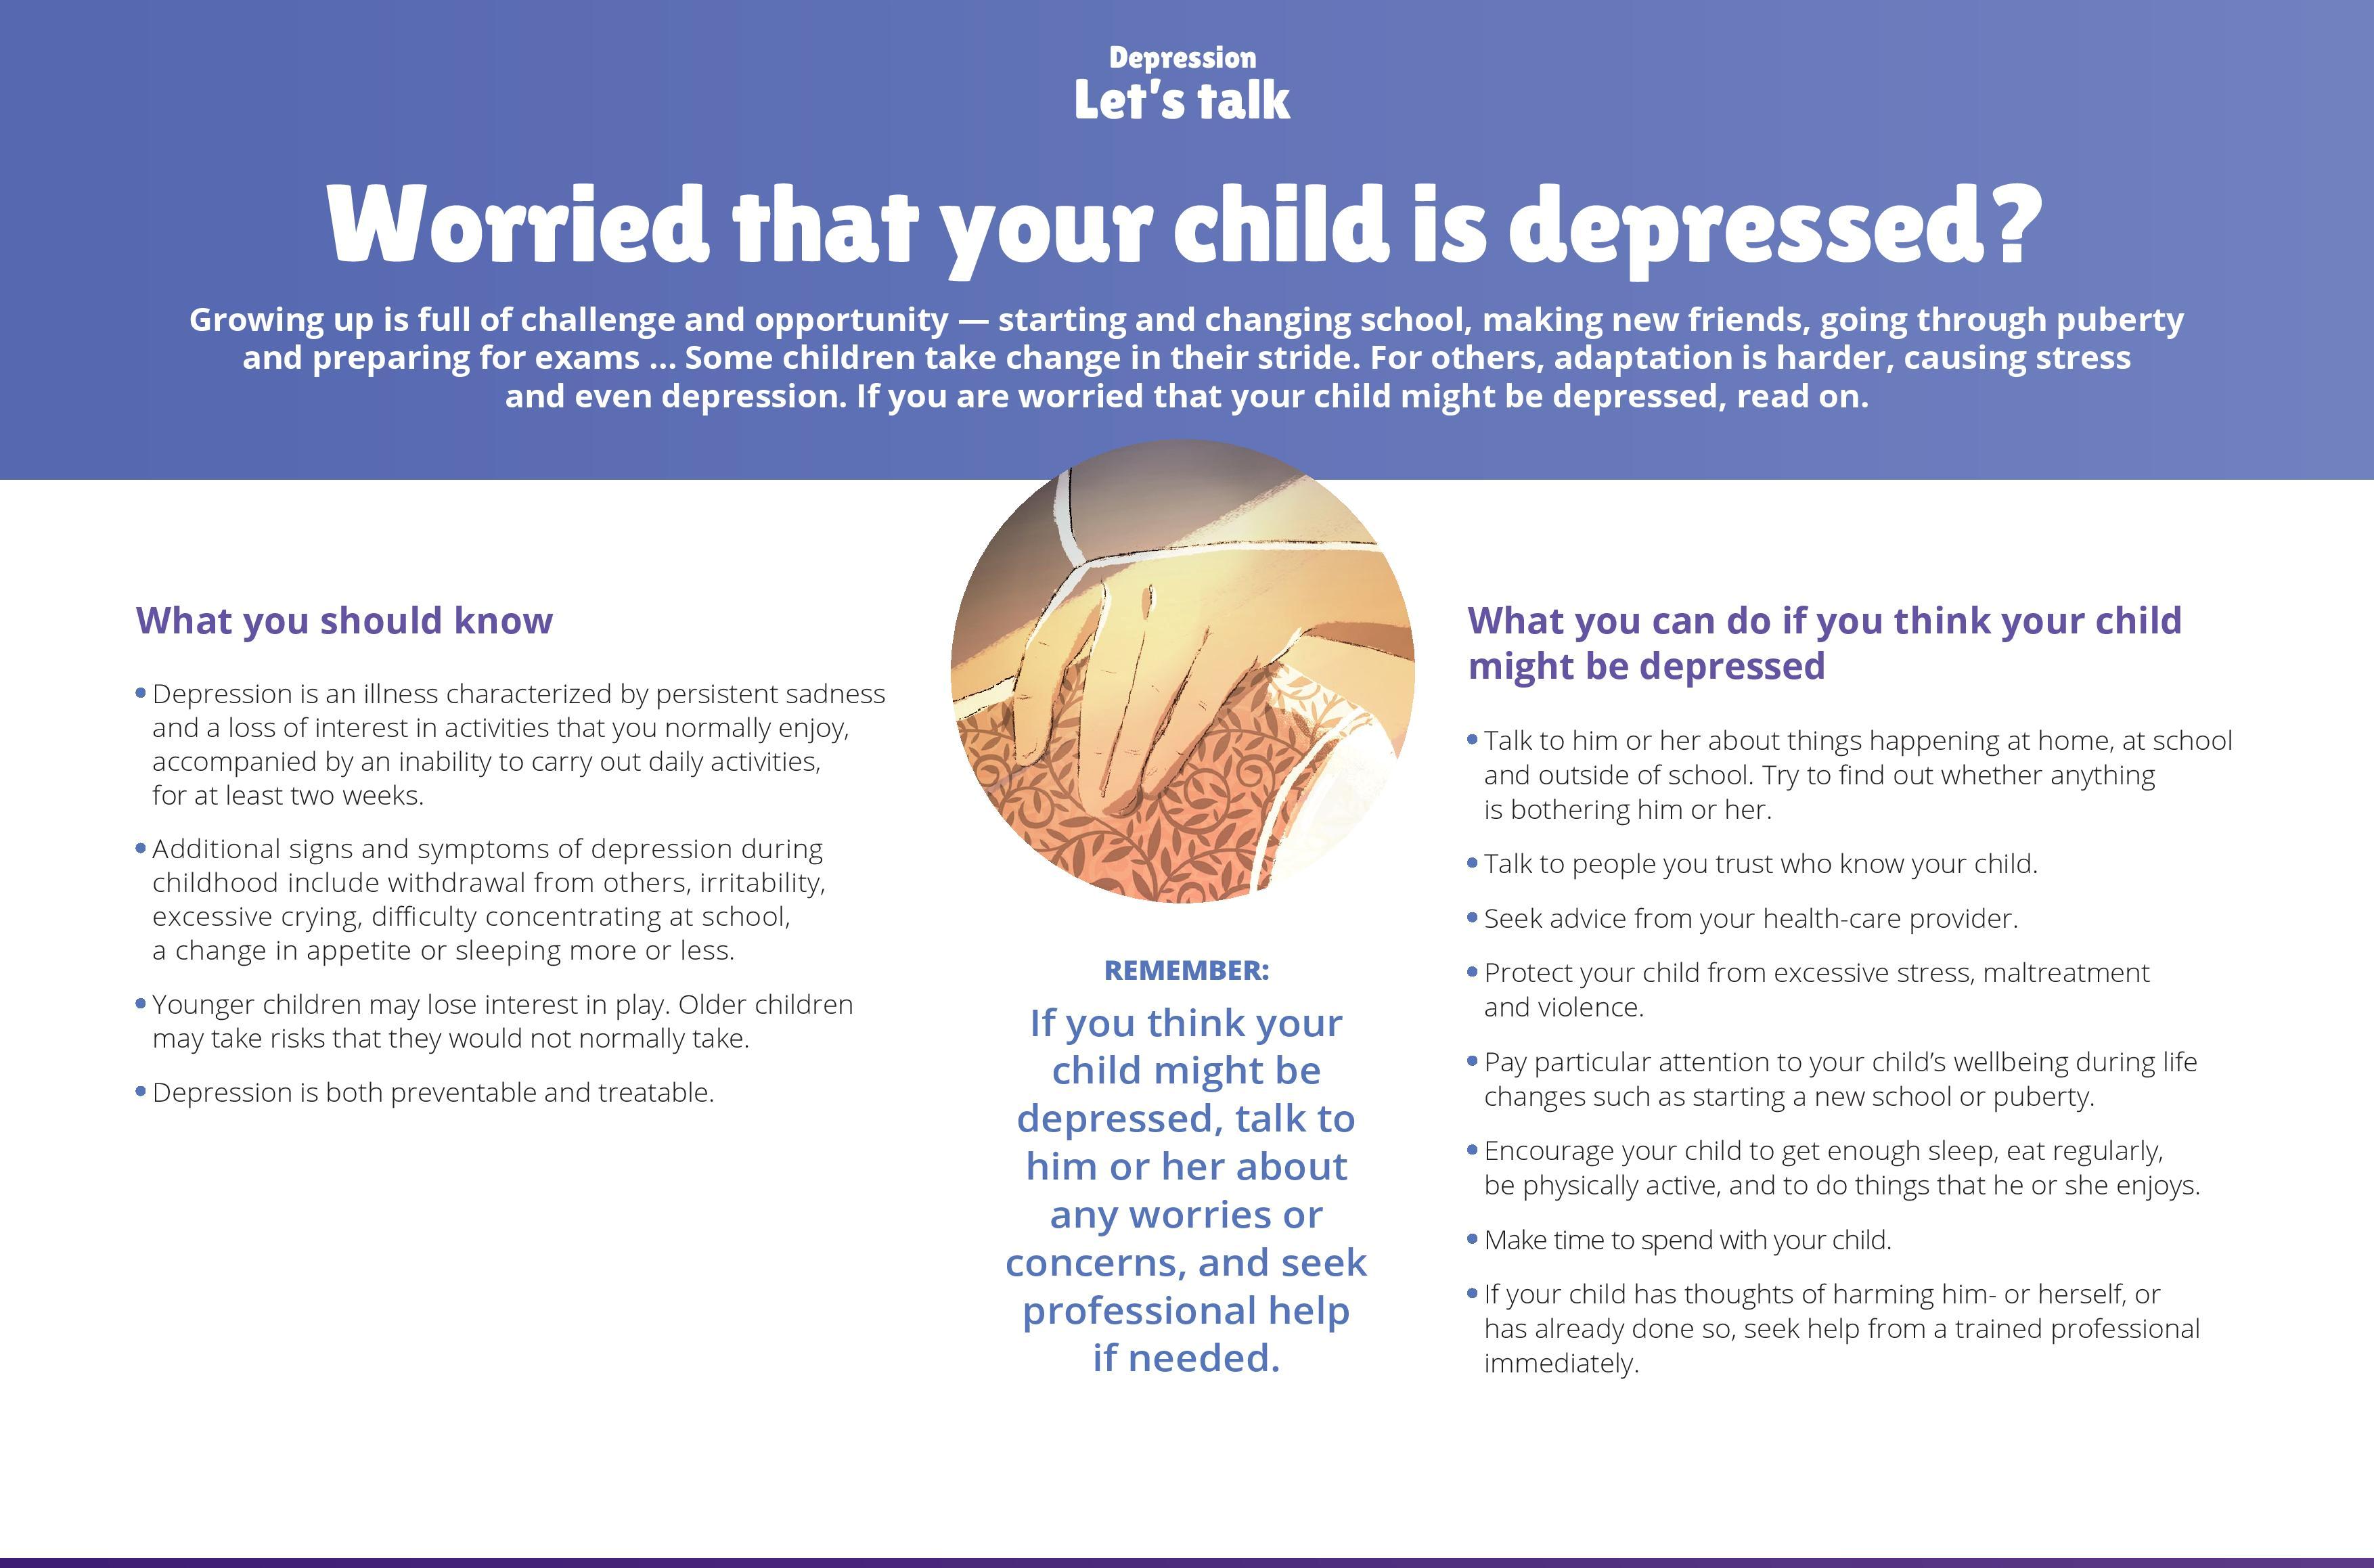 Depression
Let's talk
Worried that your child is depressed?
Growing up is full of challenge and opportunity — starting and changing school, making new friends, going through puberty
and preparing for exams ... Some children take change in their stride. For others, adaptation is harder, causing stress
and even depression. If you are worried that your child might be depressed, read on.
What you should know
• Depression is an illness characterized by persistent sadness
and a loss of interest in activities that you normally enjoy,
accompanied by an inability to carry out daily activities,
for at least two weeks.
• Additional signs and symptoms of depression during
childhood include withdrawal from others, irritability,
excessive crying, difficulty concentrating at school,
a change in appetite or sleeping more or less.
• Younger children may lose interest in play. Older children
may take risks that they would not normally take.
• Depression is both preventable and treatable.
REMEMBER:
If you think your
child might be
depressed, talk to
him or her about
any worries or
concerns, and seek
professional help
if needed.
What you can do if you think your child
might be depressed
• Talk to him or her about things happening at home, at school
and outside of school. Try to find out whether anything
is bothering him or her.
• Talk to people you trust who know your child.
• Seek advice from your health-care provider.
• Protect your child from excessive stress, maltreatment
and violence.
• Pay particular attention to your child’s wellbeing during life
changes such as starting a new school or puberty.
• Encourage your child to get enough sleep, eat regularly,
be physically active, and to do things that he or she enjoys.
• Make time to spend with your child.
• If your child has thoughts of harming him- or herself, or
has already done so, seek help from a trained professional
immediately.